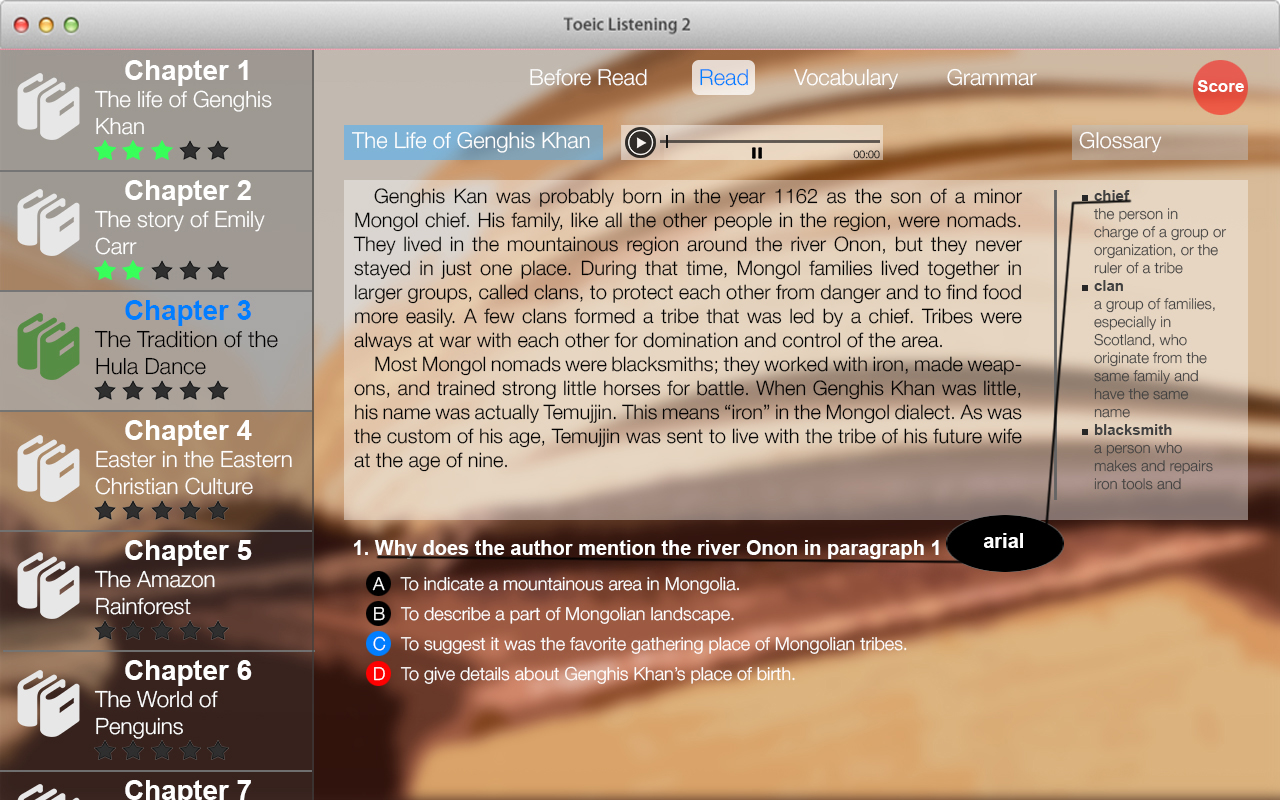 Toeic Listening 2
Chapter 1
The life of Genghis
Khan
Chapter 2
The story of Emily
Carr
Chapter 3
The Tradition of the
Hula Dance
Chapter 4
Easter in the Eastern
Christian Culture
Chapter 5
The Amazon
Rainforest
Chapter 6
The World of
Penguins
Chapter 7
Before Read
Read
Vocabulary
Grammar
Score
The Life of Genghis Khan
00:00
Glossary
Genghis Kan was probably born in the year 1162 as the son of a minor
Mongol chief. His family, like all the other people in the region, were nomads.
They lived in the mountainous region around the river Onon, but they never
stayed in just one place. During that time, Mongol families lived together in
larger groups, called clans, to protect each other from danger and to find food
more easily. A few clans formed a tribe that was led by a chief. Tribes were
always at war with each other for domination and control of the area.
Most Mongol nomads were blacksmiths; they worked with iron, made weap-
ons, and trained strong little horses for battle. When Genghis Khan was little,
his name was actually Temujjin. This means “iron” in the Mongol dialect. As was
the custom of his age, Temujjin was sent to live with the tribe of his future wife
at the age of nine.
chief
the person in
charge of a group or
organization, or the
ruler of a tribe
clan
a group of families,
especially in
Scotland, who
originate from the
same family and
have the same
name
blacksmith
a person who
makes and repairs
iron tools and
1. Why does the author mention the river Onon in paragraph 1
arial
A To indicate a mountainous area in Mongolia.
B To describe a part of Mongolian landscape.
C To suggest it was the favorite gathering place of Mongolian tribes.
D To give details about Genghis Khan’s place of birth.